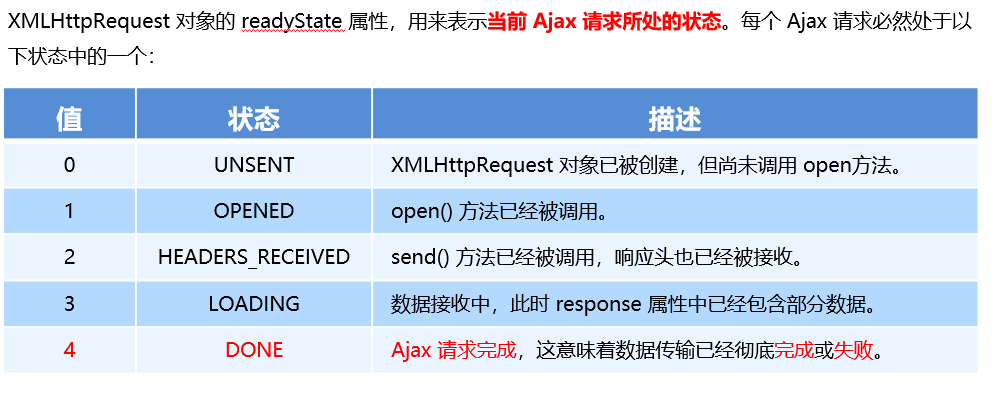 XMLHttpRequest 对象的 readyState 属性，用来表示当前 Ajax 请求所处的状态。每个 Ajax 请求必然处于以
下状态中的一个：
值 状态 描述
0 UNSENT XMLHttpRequest 对象已被创建，但尚未调用 open方法。
1 OPENED open() 方法已经被调用。
2 HEADERS_RECEIVED send() 方法已经被调用，响应头也已经被接收。
3 LOADING 数据接收中，此时 response 属性中已经包含部分数据。
4 DONE Ajax 请求完成，这意味着数据传输已经彻底完成或失败。